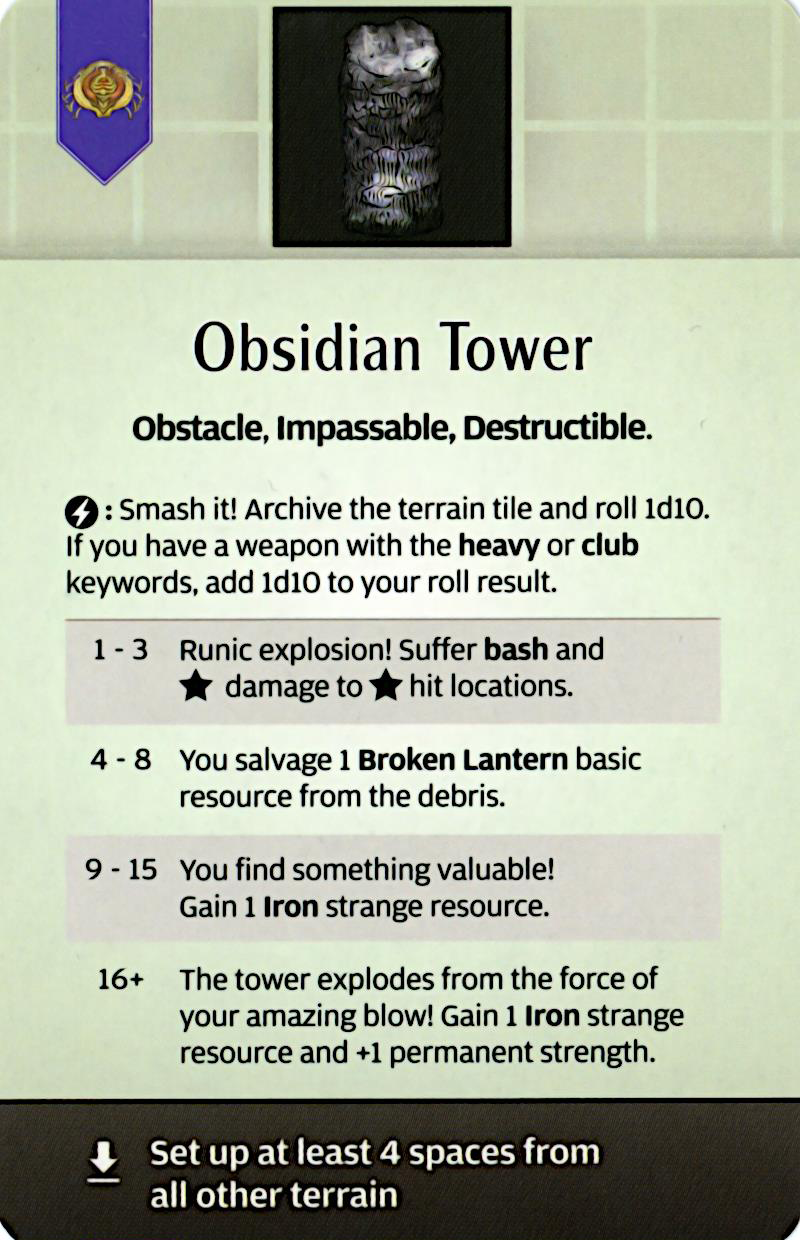 Obsidian Tower
Obstacle, Impassable, Destructible.
: Smash it! Archive the terrain tile and roll 1d10.
If you have a weapon with the heavy or club
keywords, add 1d10 to your roll result.
1 - 3 Runic explosion! Suffer bash and
★ damage to ★ hit locations.
4 - 8 You salvage 1 Broken Lantern basic
resource from the debris.
9 - 15 You find something valuable!
Gain 1 Iron strange resource.
16+ The tower explodes from the force of
your amazing blow! Gain 1 Iron strange
resource and +1 permanent strength.
Set up at least 4 spaces from
all other terrain